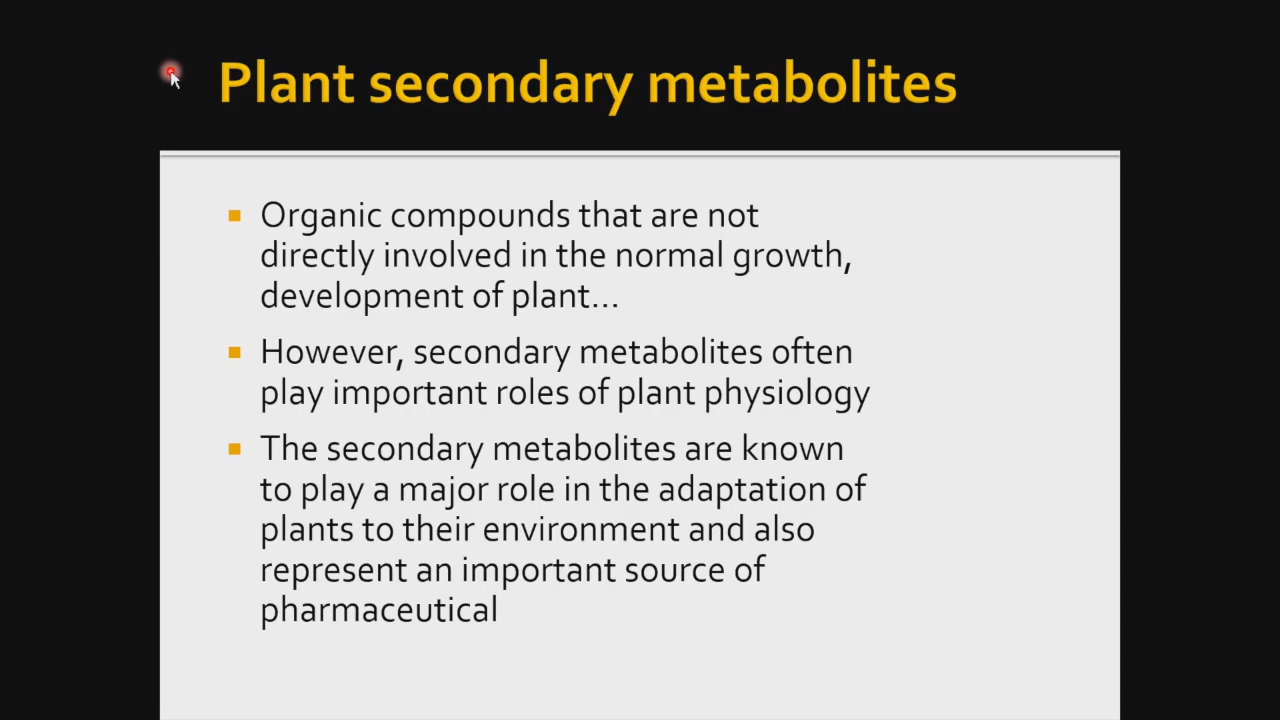 Plant secondary metabolites
Organic compounds that are not
directly involved in the normal growth,
development of plant...
However, secondary metabolites often
play important roles of plant physiology
The secondary metabolites are known
to play a major role in the adaptation of
plants to their environment and also
represent an important source of
pharmaceutical